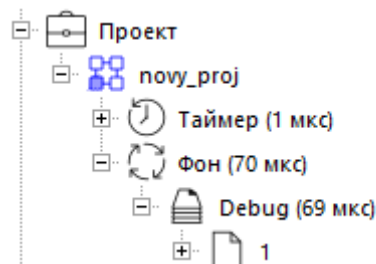 Проект
novy_proj
Таймер (1 мкс)
Фон (70 мкс)
Debug (69 мкс)
1